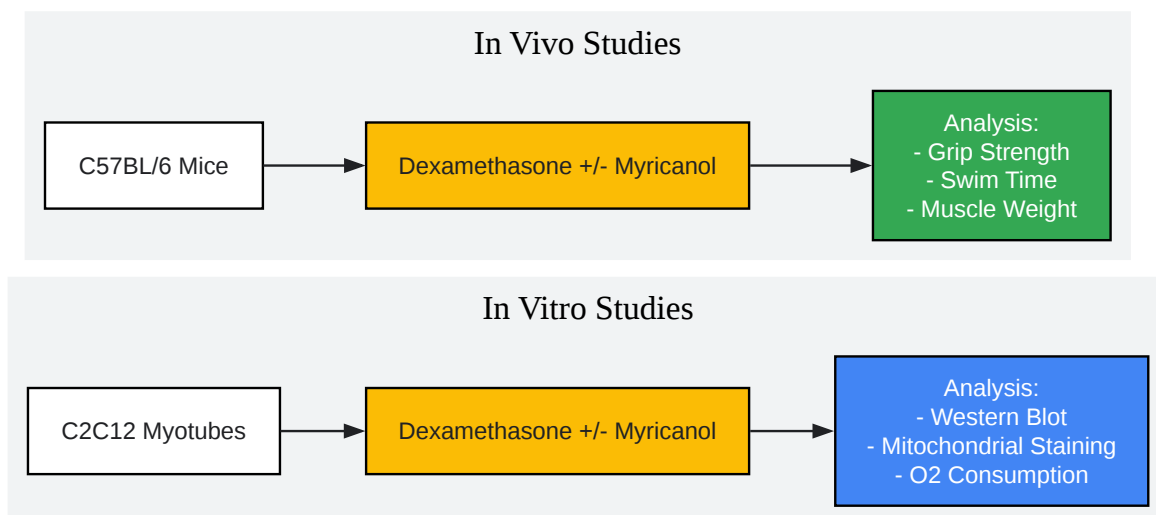 In Vivo Studies
C57BL/6 Mice
Dexamethasone +/- Myricanol
Analysis:
- Grip Strength
- Swim Time
- Muscle Weight
In Vitro Studies
C2C12 Myotubes
Dexamethasone +/- Myricanol
Analysis:
- Western Blot
- Mitochondrial Staining
- O2 Consumption